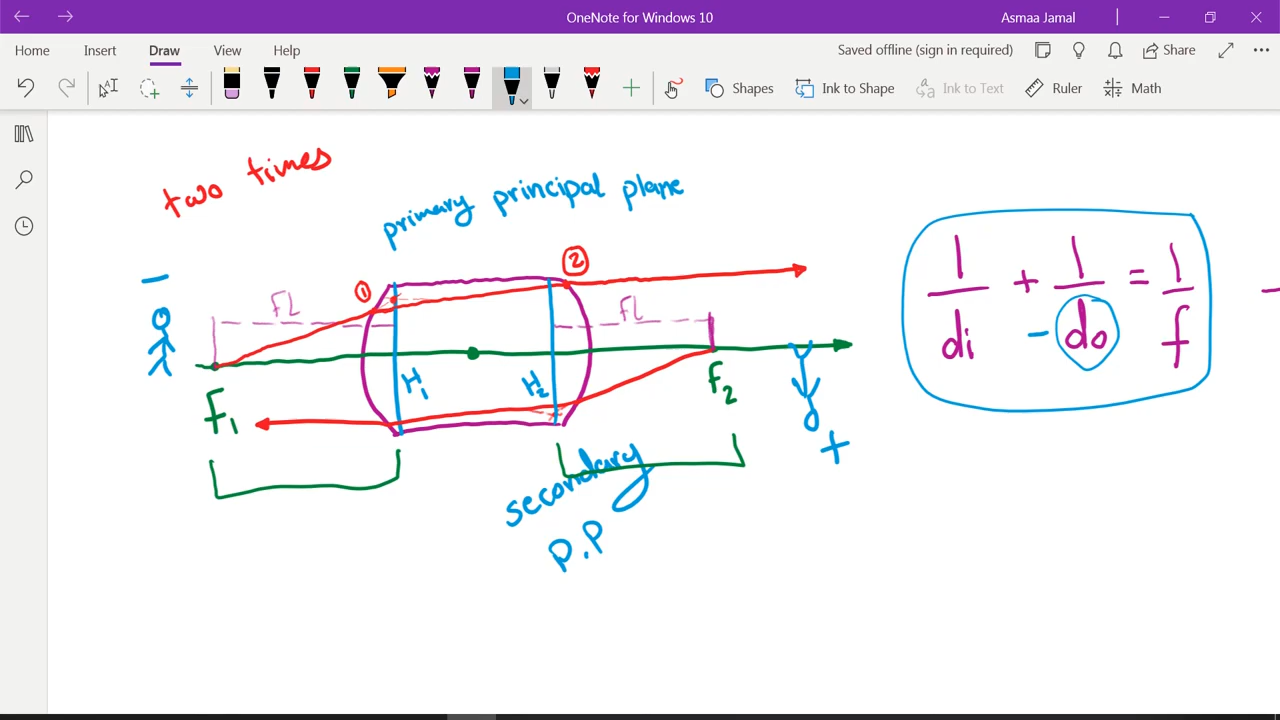 OneNote for Windows 10
Asmaa Jamal
Home Insert Draw View Help
Saved offline (sign in required)
Share
Shapes
Ink to Shape
Ink to Text
Ruler
Math
two times
primary principal plane
1
2
FL
FL
H1
H2
F1
F2
secondary
P.P
-
+
1/di + 1/-do = 1/f